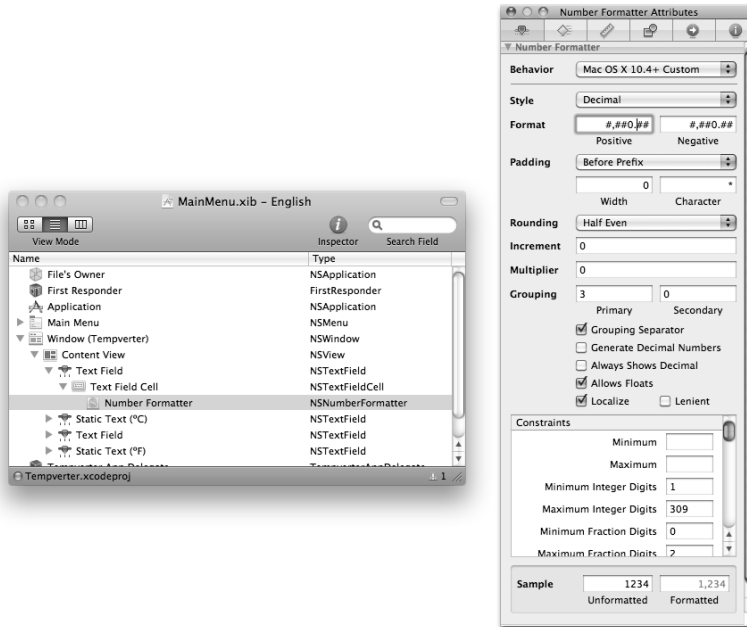 MainMenu.xib – English
View Mode
Inspector
Search Field
Name Type
File's Owner NSApplication
First Responder FirstResponder
Application NSApplication
Main Menu NSMenu
Window (Tempverter) NSWindow
Content View NSView
Text Field NSTextField
Text Field Cell NSTextFieldCell
Number Formatter NSNumberFormatter
Static Text (ºC) NSTextField
Text Field NSTextField
Static Text (ºF) NSTextField
Tempverter App Delegate TempverterAppDelegate
Tempverter.xcodeproj 1
Number Formatter Attributes
Number Formatter
Behavior Mac OS X 10.4+ Custom
Style Decimal
Format #,##0.## #,##0.##
Positive Negative
Padding Before Prefix
0 *
Width Character
Rounding Half Even
Increment 0
Multiplier 0
Grouping 3 0
Primary Secondary
Grouping Separator
Generate Decimal Numbers
Always Shows Decimal
Allows Floats
Localize Lenient
Constraints
Minimum
Maximum
Minimum Integer Digits 1
Maximum Integer Digits 309
Minimum Fraction Digits 0
Maximum Fraction Digits 2
Sample 1234 1,234
Unformatted Formatted